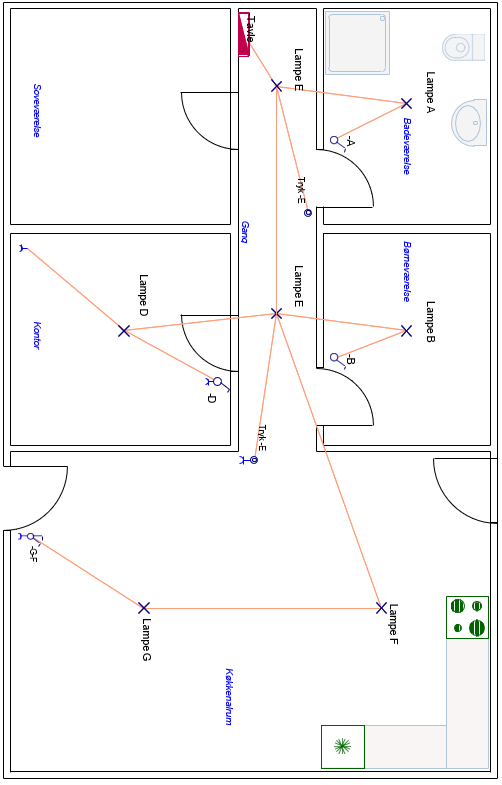 Tavle
Lampe E
Lampe A
Soveværelse
-A
Badeværelse
Tryk -E
Gang
Børneværelse
Lampe D
Lampe E
Lampe B
Kontor
-B
-D
Tryk -E
-G-F
Lampe G
Lampe F
Køkkenalrum